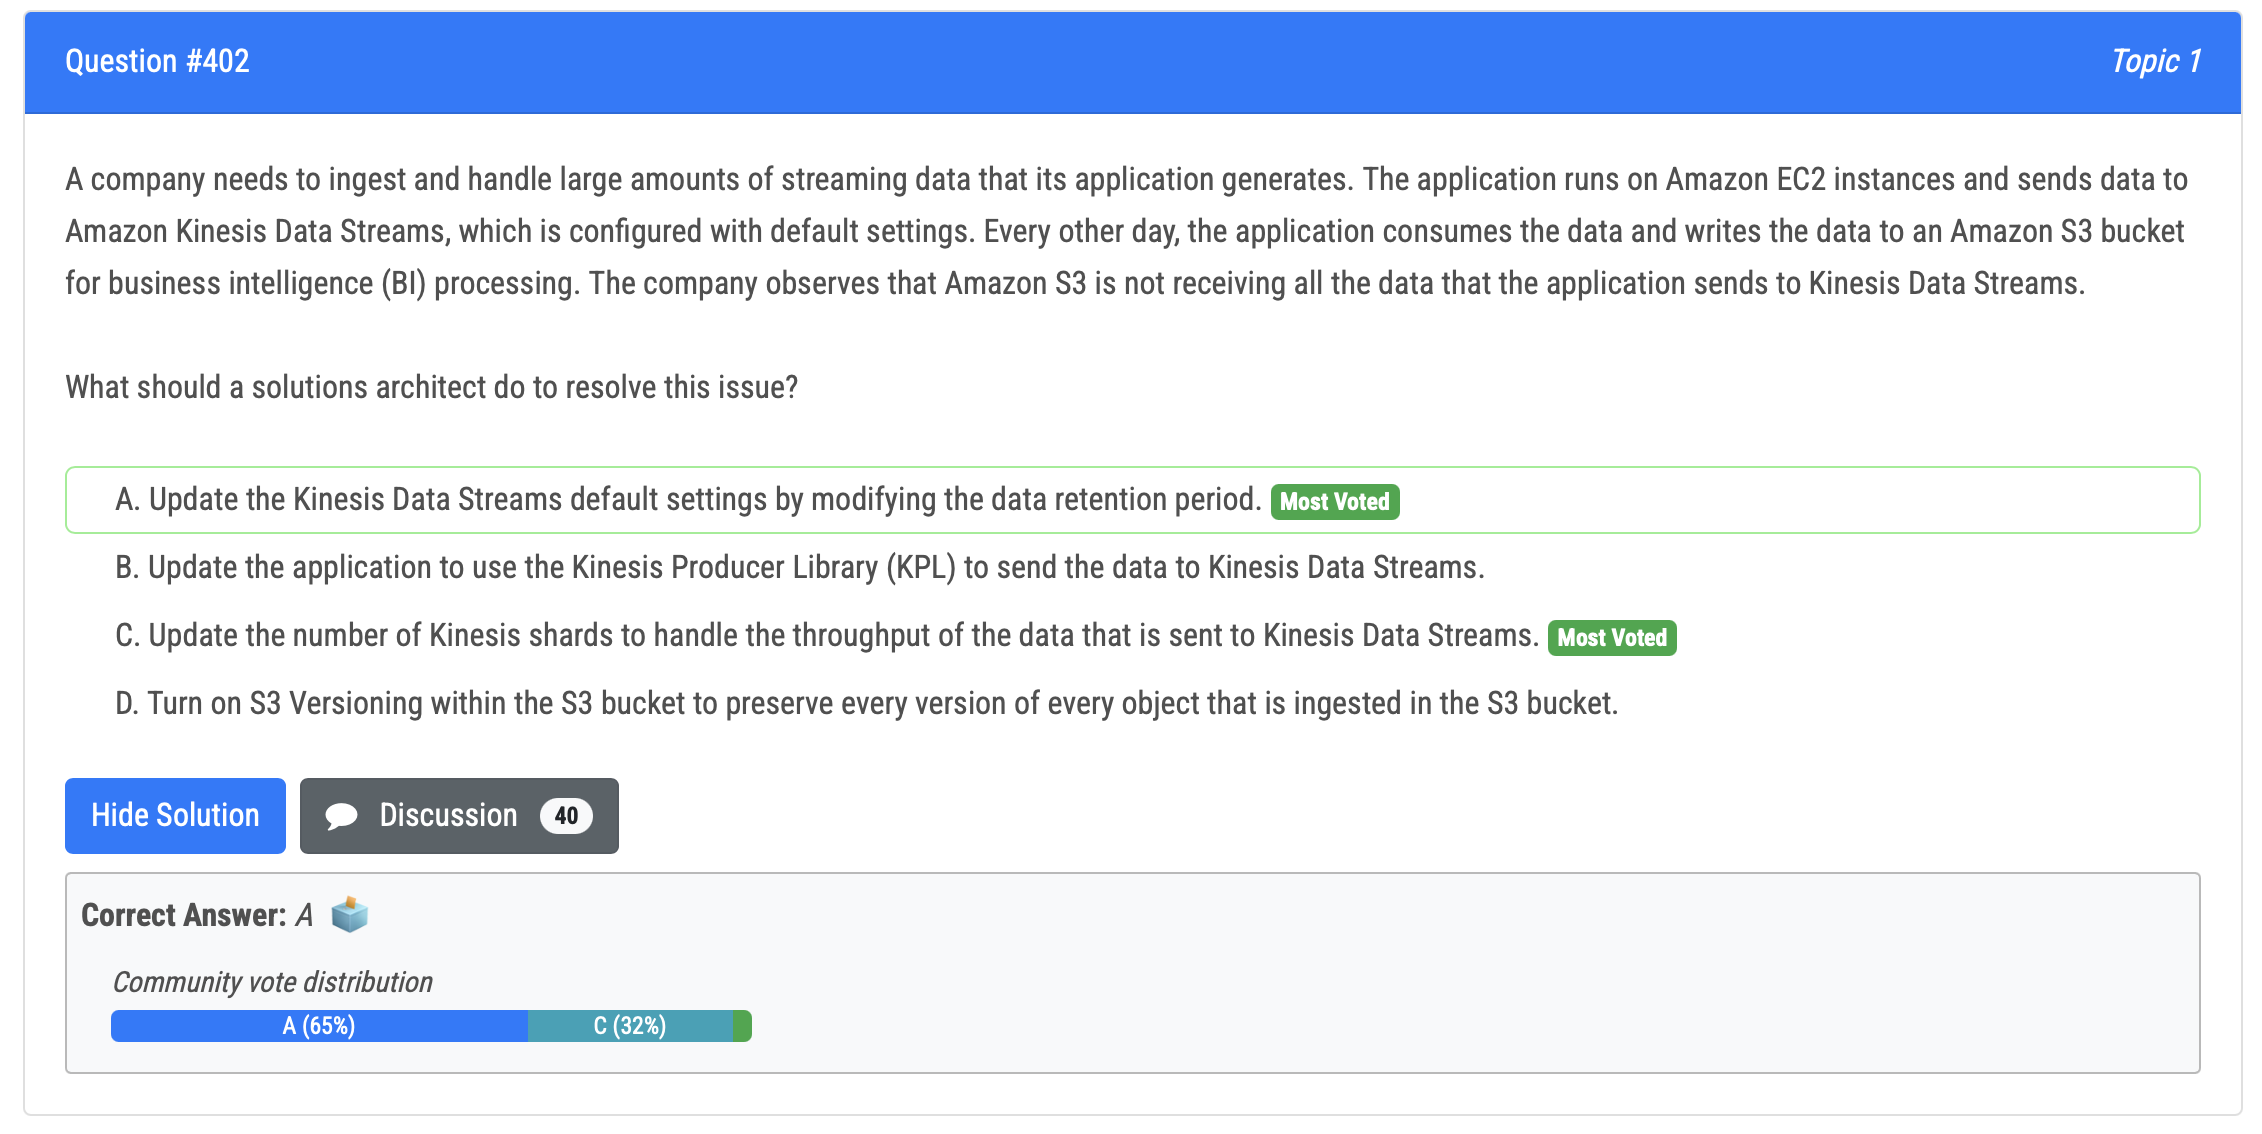 Question #402
Topic 1
A company needs to ingest and handle large amounts of streaming data that its application generates. The application runs on Amazon EC2 instances and sends data to
Amazon Kinesis Data Streams, which is configured with default settings. Every other day, the application consumes the data and writes the data to an Amazon S3 bucket
for business intelligence (BI) processing. The company observes that Amazon S3 is not receiving all the data that the application sends to Kinesis Data Streams.
What should a solutions architect do to resolve this issue?
A. Update the Kinesis Data Streams default settings by modifying the data retention period. Most Voted
B. Update the application to use the Kinesis Producer Library (KPL) to send the data to Kinesis Data Streams.
C. Update the number of Kinesis shards to handle the throughput of the data that is sent to Kinesis Data Streams. Most Voted
D. Turn on S3 Versioning within the S3 bucket to preserve every version of every object that is ingested in the S3 bucket.
Hide Solution
Discussion 40
Correct Answer: A
Community vote distribution
A (65%) C (32%)